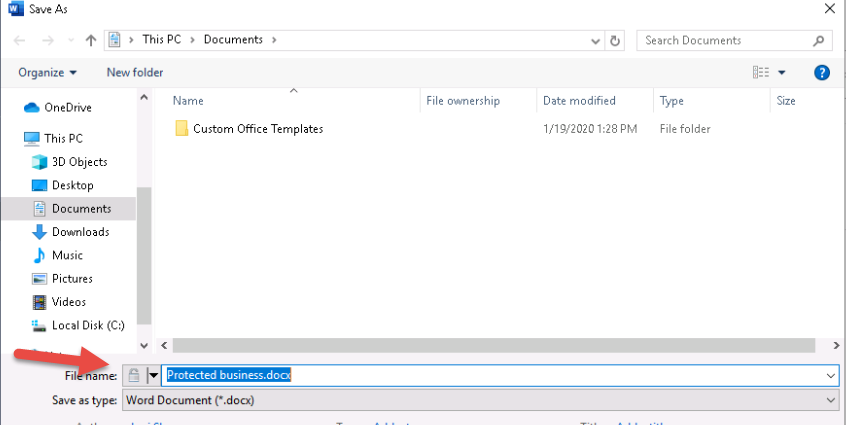 Save As
This PC > Documents >
Search Documents
Organize
New folder
Name
File ownership
Date modified
Type
Size
OneDrive
This PC
3D Objects
Desktop
Documents
Downloads
Music
Pictures
Videos
Local Disk (C:)
Custom Office Templates
1/19/2020 1:28 PM
File folder
File name:
Protected business.docx
Save as type:
Word Document (*.docx)